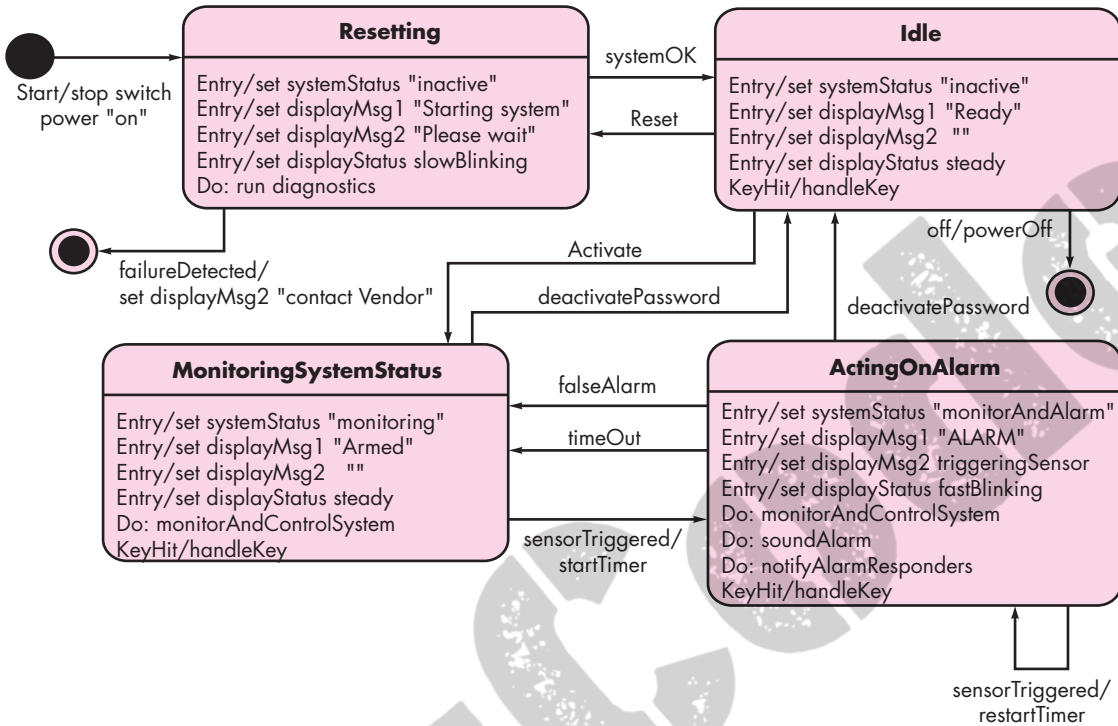 Resetting
Entry/set systemStatus "inactive"
Entry/set displayMsg1 "Starting system"
Entry/set displayMsg2 "Please wait"
Entry/set displayStatus slowBlinking
Do: run diagnostics
Idle
Entry/set systemStatus "inactive"
Entry/set displayMsg1 "Ready"
Entry/set displayMsg2 ""
Entry/set displayStatus steady
KeyHit/handleKey
Start/stop switch
power "on"
systemOK
Reset
failureDetected/
set displayMsg2 "contact Vendor"
Activate
deactivatePassword
off/powerOff
deactivatePassword
MonitoringSystemStatus
Entry/set systemStatus "monitoring"
Entry/set displayMsg1 "Armed"
Entry/set displayMsg2 ""
Entry/set displayStatus steady
Do: monitorAndControlSystem
KeyHit/handleKey
falseAlarm
timeOut
sensorTriggered/
startTimer
ActingOnAlarm
Entry/set systemStatus "monitorAndAlarm"
Entry/set displayMsg1 "ALARM"
Entry/set displayMsg2 triggeringSensor
Entry/set displayStatus fastBlinking
Do: monitorAndControlSystem
Do: soundAlarm
Do: notifyAlarmResponders
KeyHit/handleKey
sensorTriggered/
restartTimer